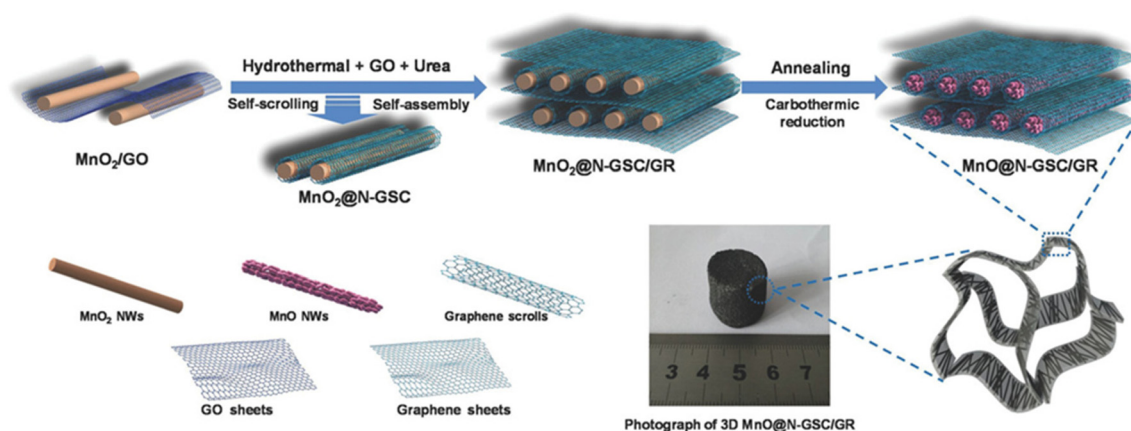 Hydrothermal + GO + Urea
Self-scrolling
Self-assembly
Annealing
Carbothermic
reduction
MnO₂/GO
MnO₂@N-GSC
MnO₂@N-GSC/GR
MnO@N-GSC/GR
MnO₂ NWs
MnO NWs
Graphene scrolls
GO sheets
Graphene sheets
3 4 5 6 7
Photograph of 3D MnO@N-GSC/GR